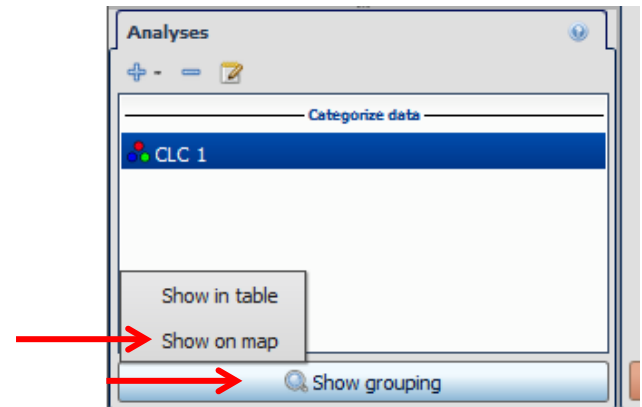 Analyses
Categorize data
CLC 1
Show in table
Show on map
Show grouping